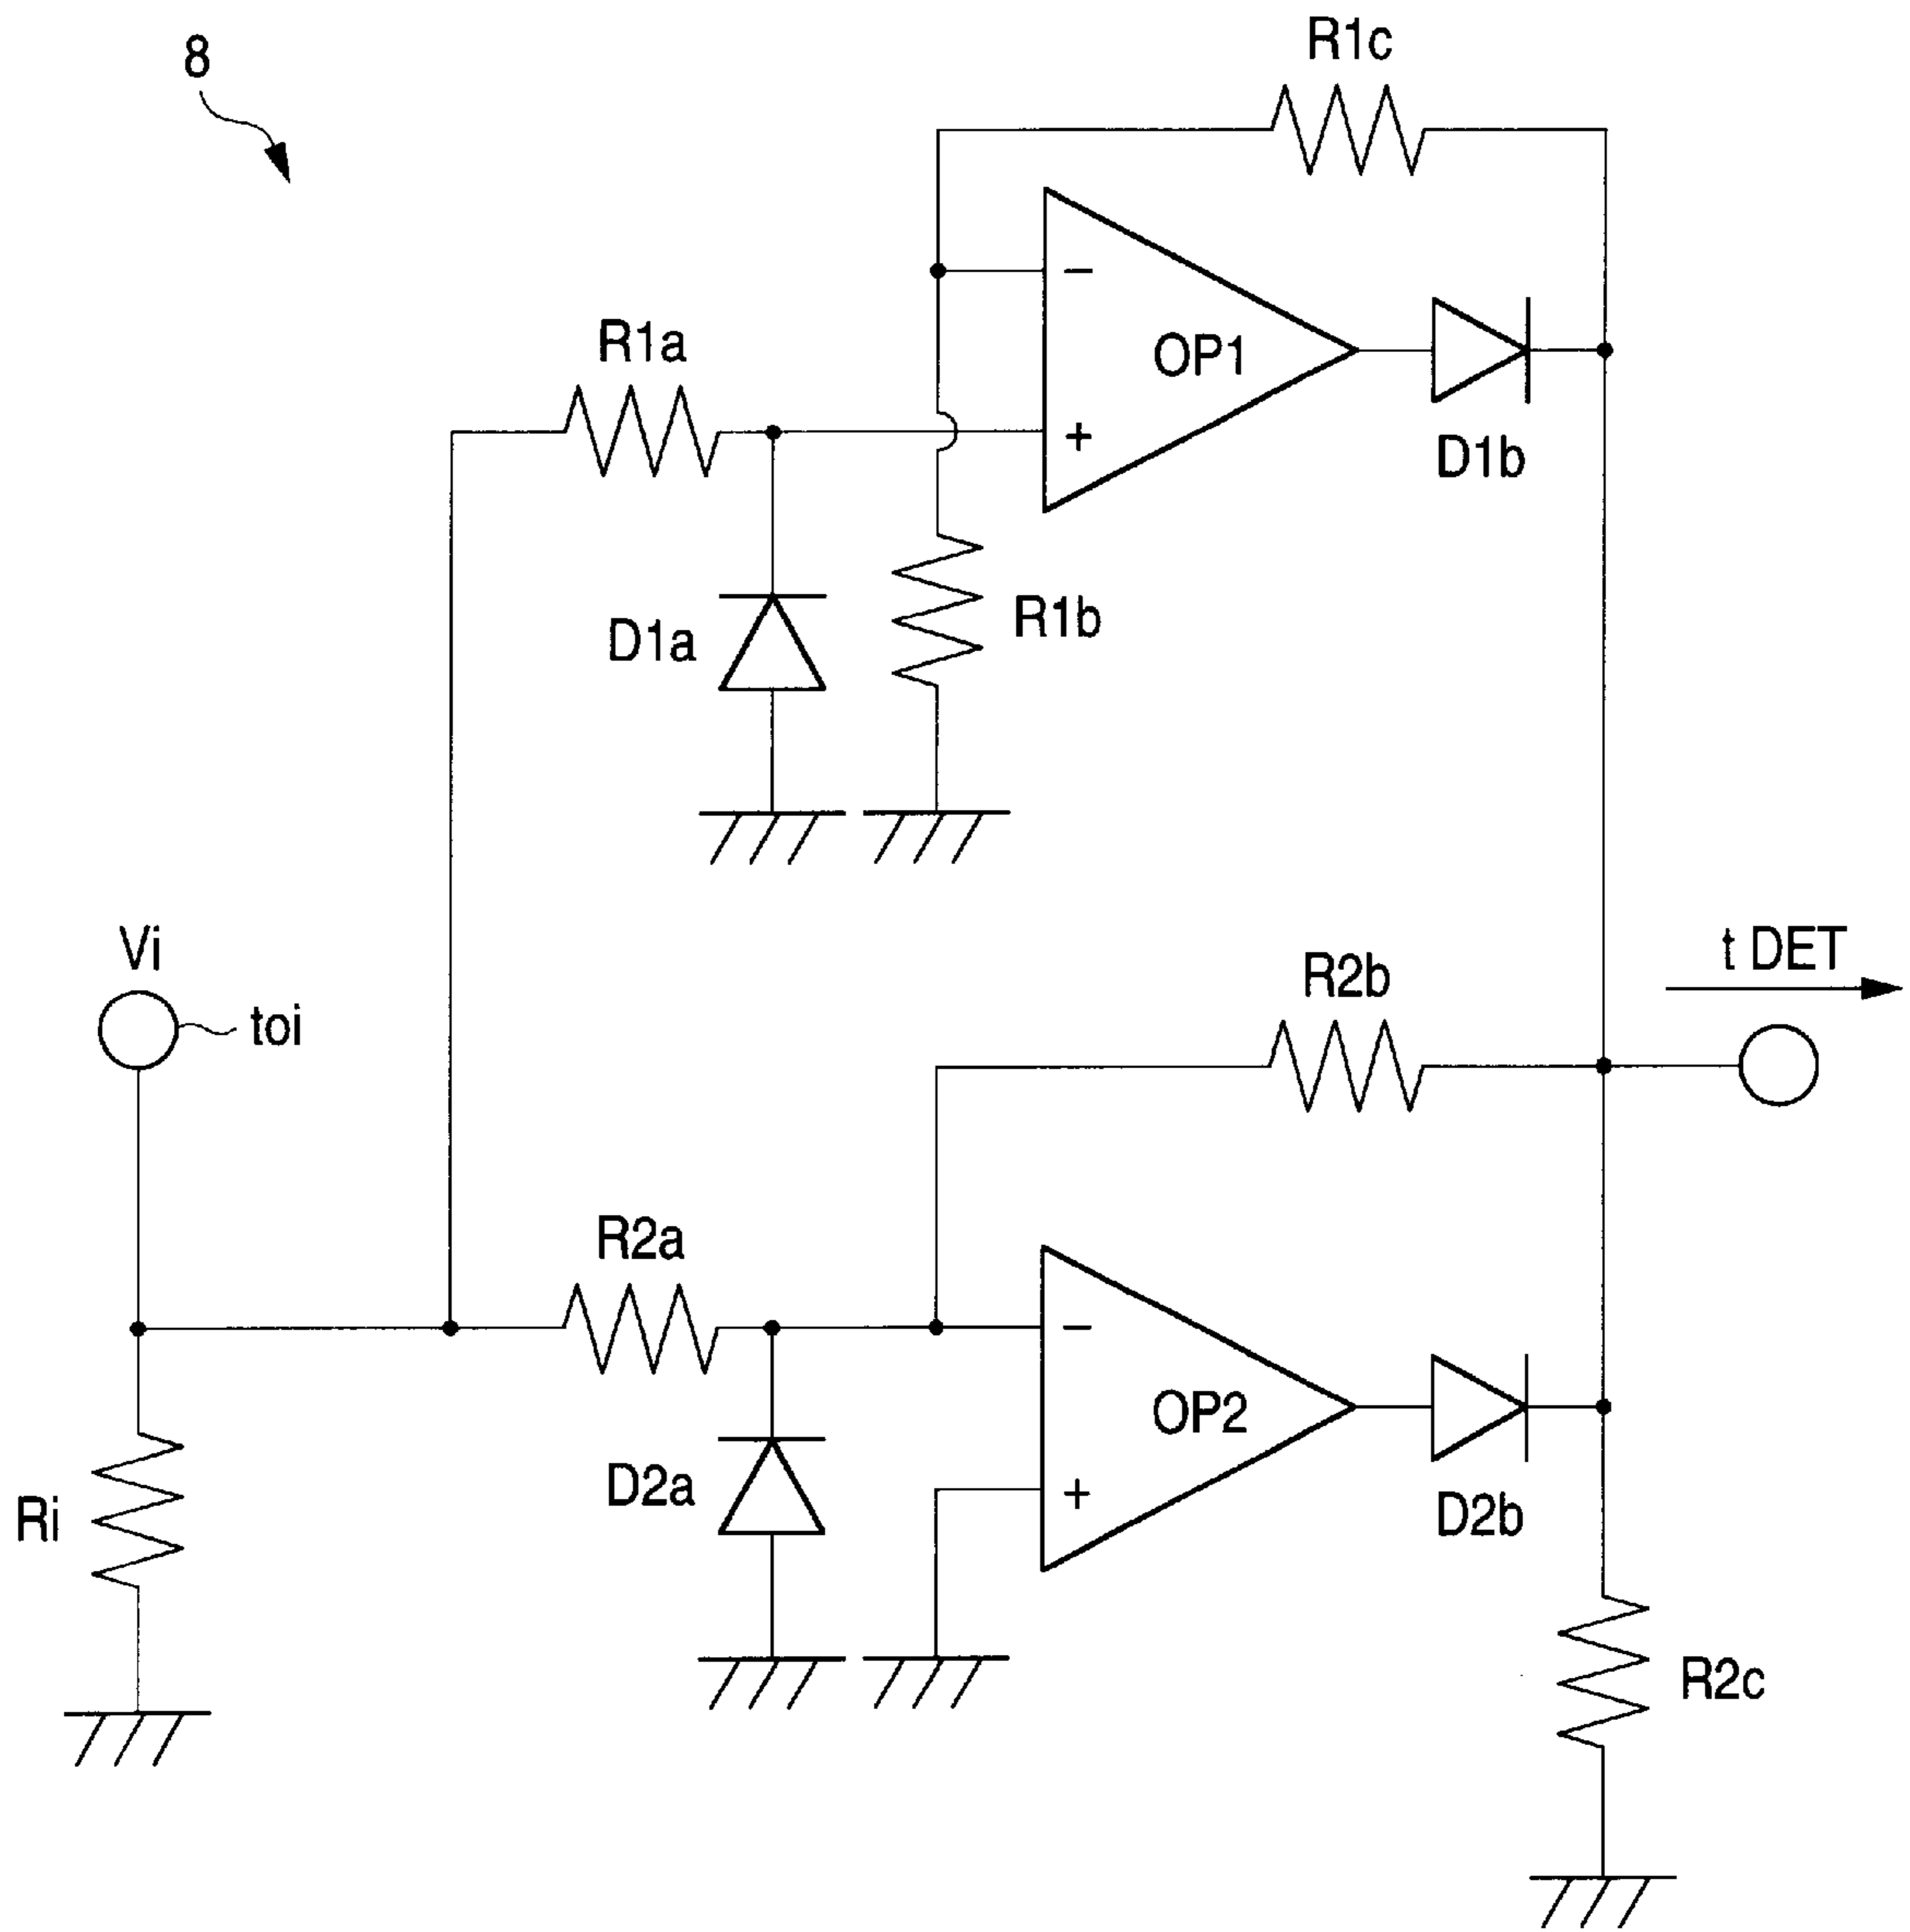 8
R1c
−
OP1
R1a
+
D1b
D1a
R1b
Vi
t DET
R2b
toi
R2a
−
OP2
D2a
+
D2b
Ri
R2c